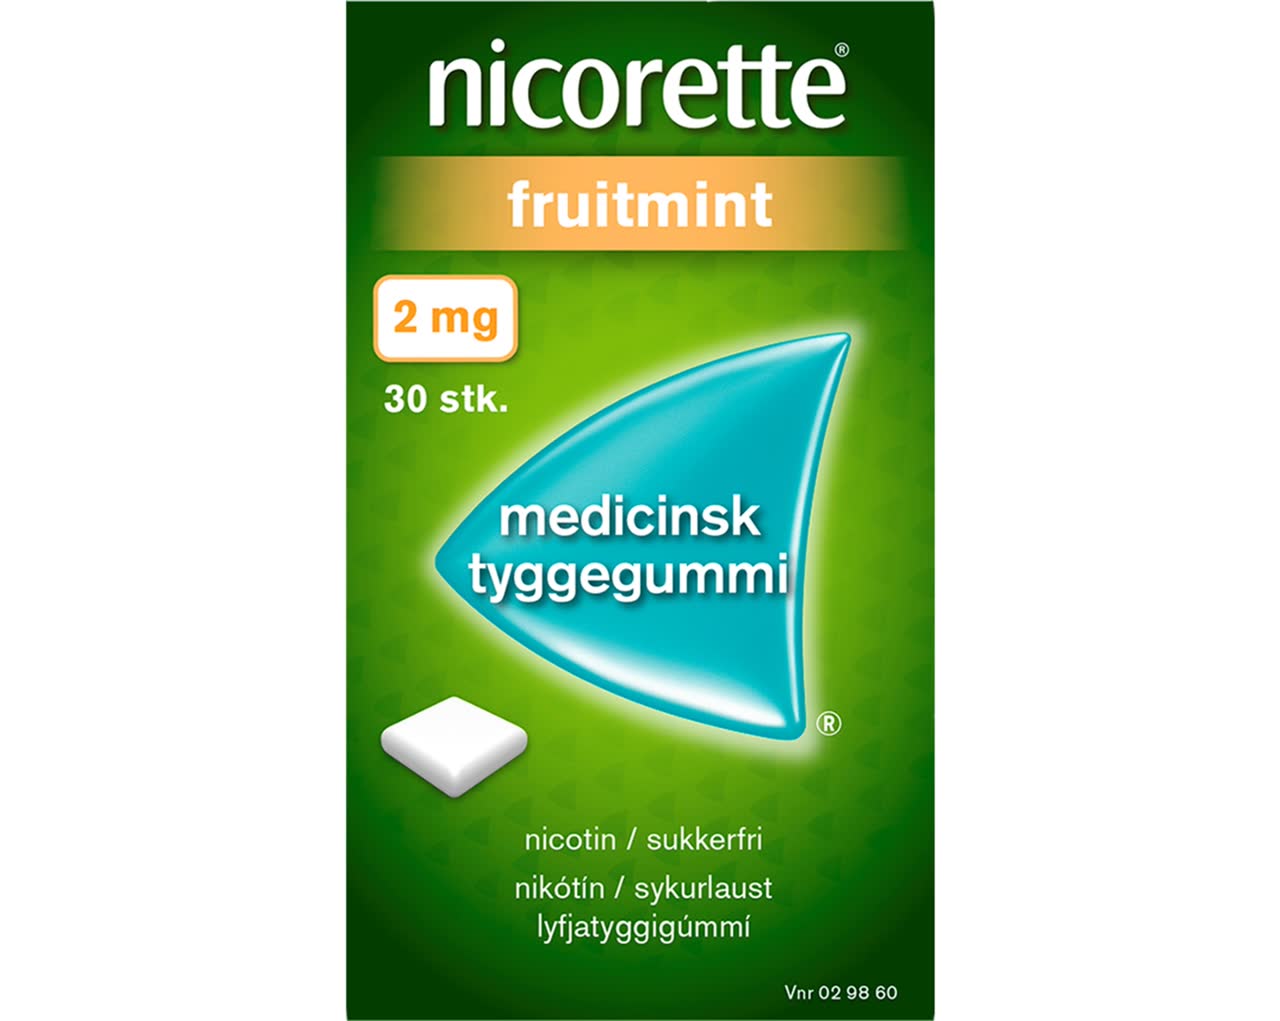 nicorette®
fruitmint
2 mg
30 stk.
medicinsk
tyggegummi
®
nicotin / sukkerfri
nikótín / sykurlaust
lyfjatyggigúmmí
Vnr 02 98 60